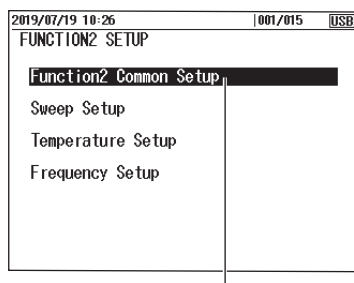 2019/07/19 10:26 001/015 USB
FUNCTION2 SETUP
Function2 Common Setup
Sweep Setup
Temperature Setup
Frequency Setup